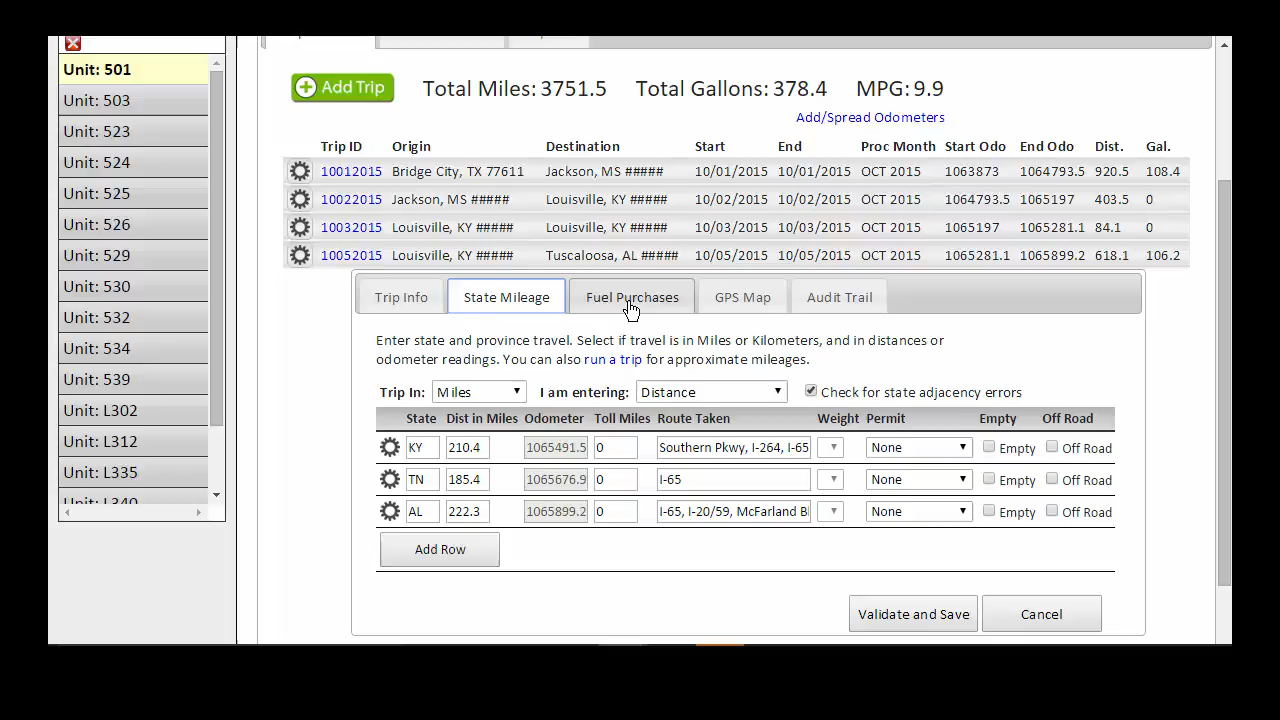 Unit: 501
Unit: 503
Unit: 523
Unit: 524
Unit: 525
Unit: 526
Unit: 529
Unit: 530
Unit: 532
Unit: 534
Unit: 539
Unit: L302
Unit: L312
Unit: L335
Unit: L340
Add Trip Total Miles: 3751.5 Total Gallons: 378.4 MPG: 9.9
Add/Spread Odometers
Trip ID Origin Destination Start End Proc Month Start Odo End Odo Dist. Gal.
10012015 Bridge City, TX 77611 Jackson, MS ##### 10/01/2015 10/01/2015 OCT 2015 1063873 1064793.5 920.5 108.4
10022015 Jackson, MS ##### Louisville, KY ##### 10/02/2015 10/02/2015 OCT 2015 1064793.5 1065197 403.5 0
10032015 Louisville, KY ##### Louisville, KY ##### 10/03/2015 10/03/2015 OCT 2015 1065197 1065281.1 84.1 0
10052015 Louisville, KY ##### Tuscaloosa, AL ##### 10/05/2015 10/05/2015 OCT 2015 1065281.1 1065899.2 618.1 106.2
Trip Info State Mileage Fuel Purchases GPS Map Audit Trail
Enter state and province travel. Select if travel is in Miles or Kilometers, and in distances or
odometer readings. You can also run a trip for approximate mileages.
Trip In: Miles I am entering: Distance Check for state adjacency errors
State Dist in Miles Odometer Toll Miles Route Taken Weight Permit Empty Off Road
KY 210.4 1065491.5 0 Southern Pkwy, I-264, I-65 None Empty Off Road
TN 185.4 1065676.9 0 I-65 None Empty Off Road
AL 222.3 1065899.2 0 I-65, I-20/59, McFarland Bl None Empty Off Road
Add Row
Validate and Save Cancel